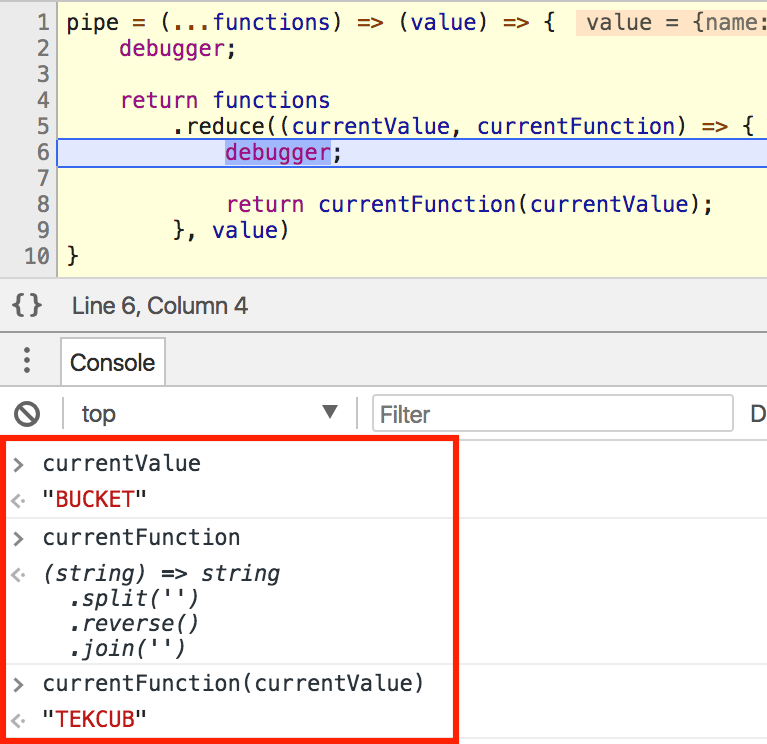 1 pipe = (...functions) => (value) => { value = {name:
2 debugger;
3
4 return functions
5 .reduce((currentValue, currentFunction) => {
6 debugger;
7
8 return currentFunction(currentValue);
9 }, value)
10 }
{} Line 6, Column 4
Console
top ▼ Filter D
> currentValue
"BUCKET"
> currentFunction
(string) => string
.split('')
.reverse()
.join('')
> currentFunction(currentValue)
"TEKCUB"